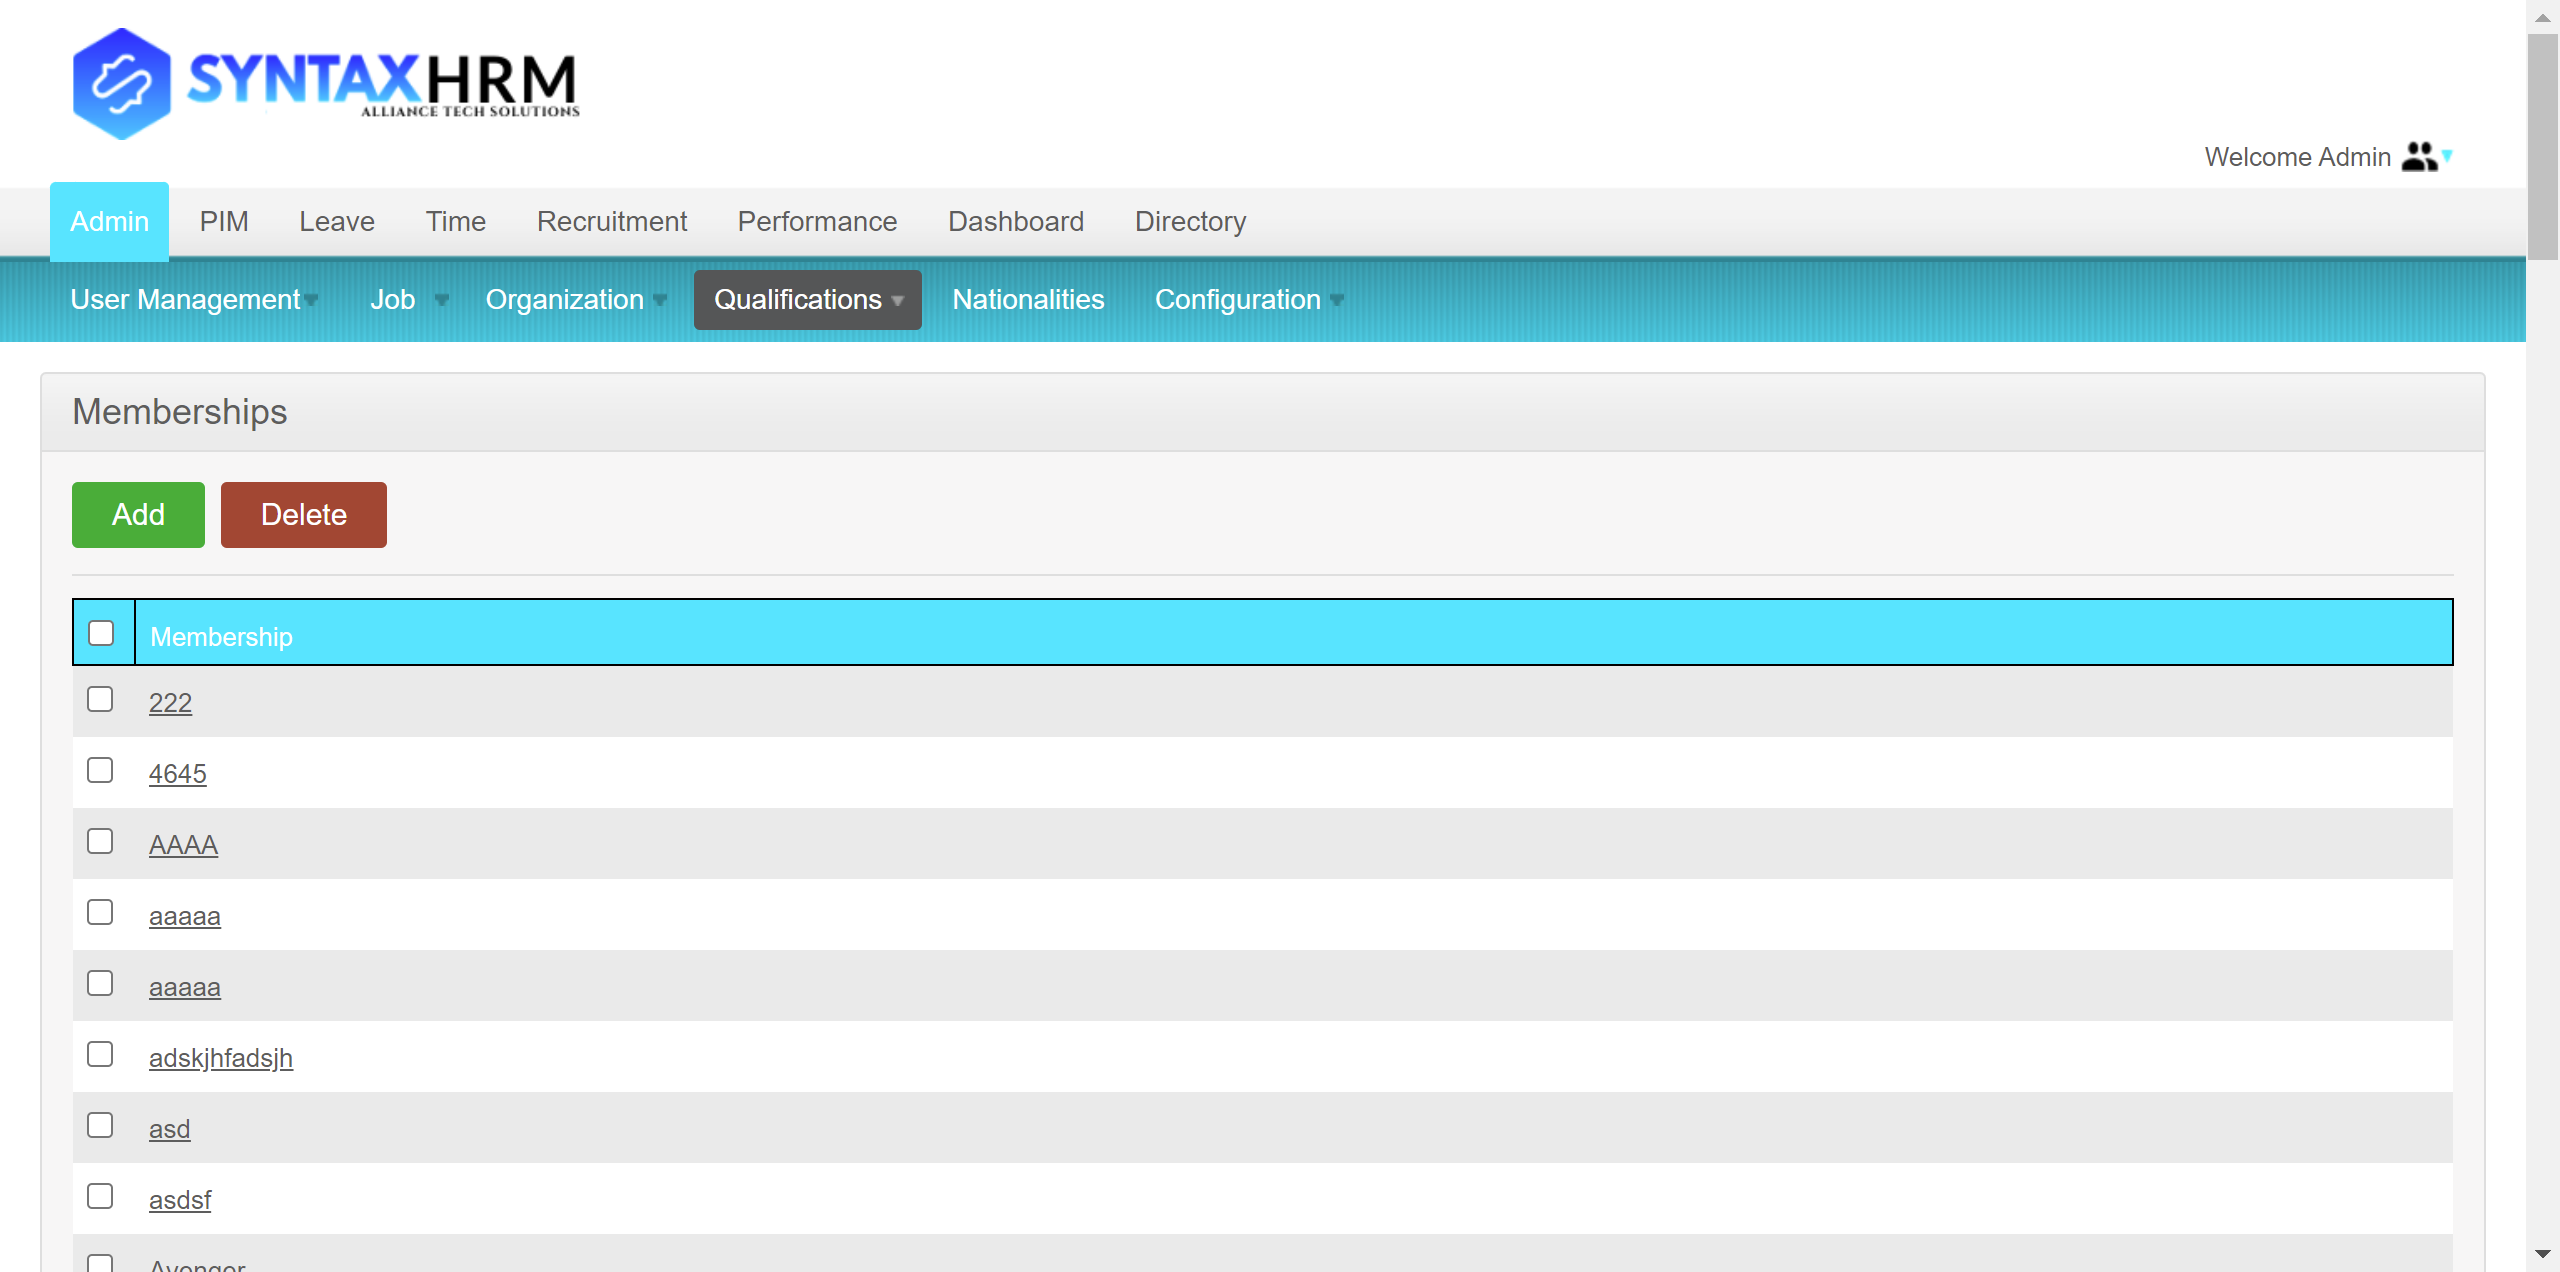 SYNTAXHRM
ALLIANCE TECH SOLUTIONS
Welcome Admin
Admin PIM Leave Time Recruitment Performance Dashboard Directory
User Management Job Organization Qualifications Nationalities Configuration
Memberships
Add Delete
Membership
222
4645
AAAA
aaaaa
aaaaa
adskjhfadsjh
asd
asdsf
Avenger